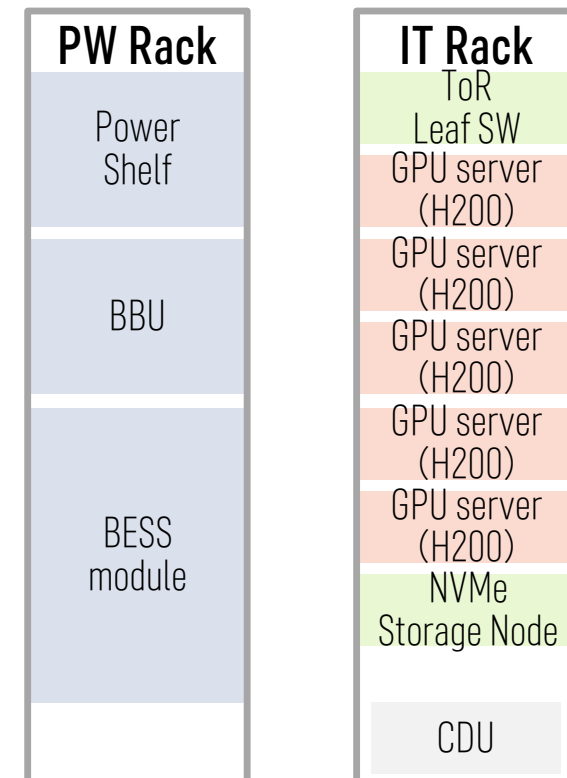 PW Rack
Power
Shelf
BBU
BESS
module
IT Rack
ToR
Leaf SW
GPU server
(H200)
GPU server
(H200)
GPU server
(H200)
GPU server
(H200)
GPU server
(H200)
NVMe
Storage Node
CDU